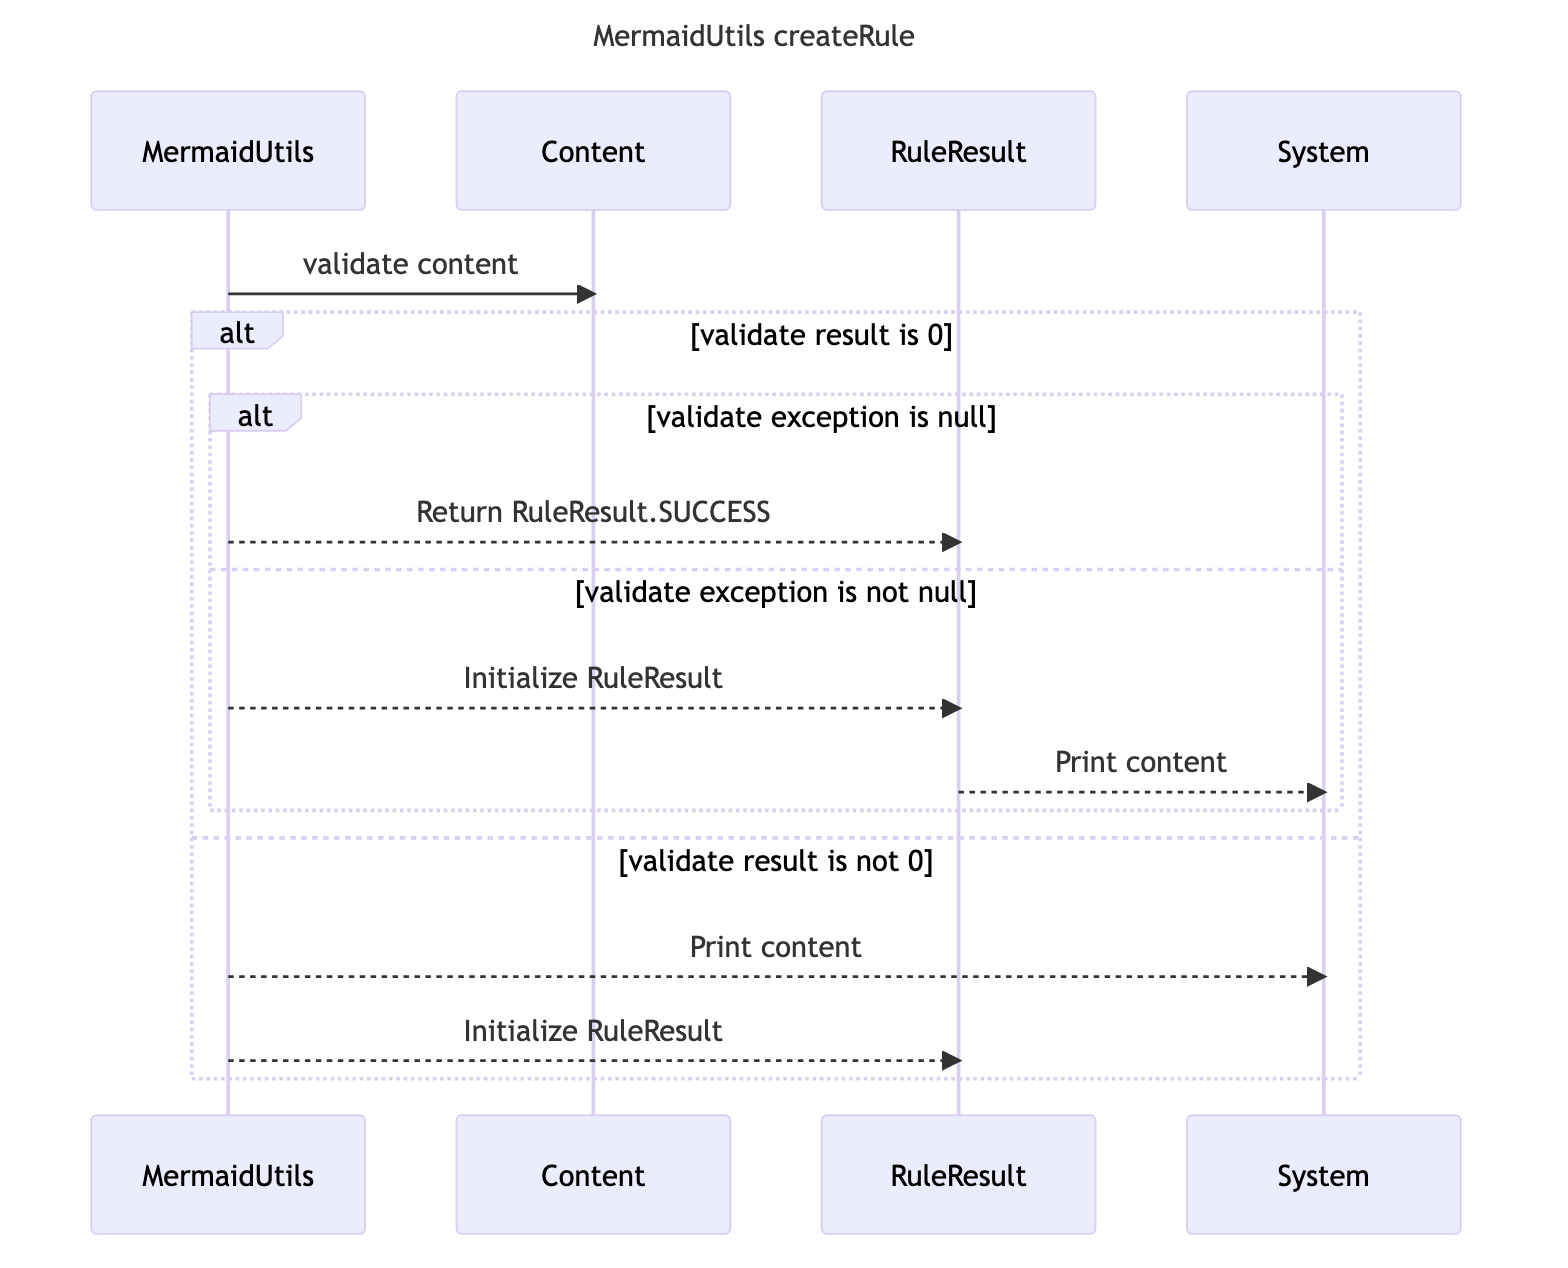 MermaidUtils createRule
MermaidUtils
Content
RuleResult
System
validate content
alt
[validate result is 0]
alt
[validate exception is null]
Return RuleResult.SUCCESS
[validate exception is not null]
Initialize RuleResult
Print content
[validate result is not 0]
Print content
Initialize RuleResult
MermaidUtils
Content
RuleResult
System